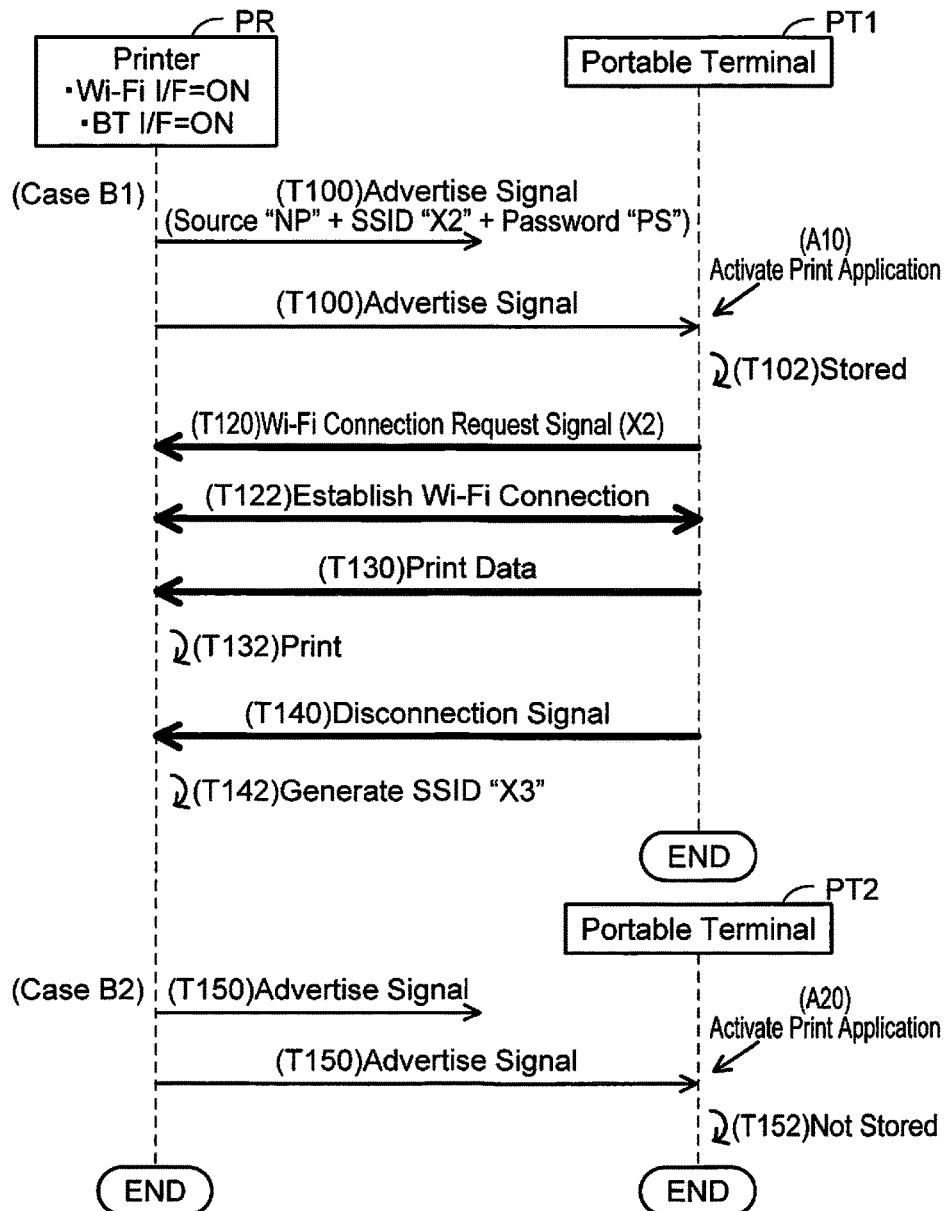 PR
Printer
・Wi-Fi I/F=ON
・BT I/F=ON
PT1
Portable Terminal
(Case B1)
(T100)Advertise Signal
(Source “NP” + SSID “X2” + Password “PS”)
(A10)
Activate Print Application
(T100)Advertise Signal
(T102)Stored
(T120)Wi-Fi Connection Request Signal (X2)
(T122)Establish Wi-Fi Connection
(T130)Print Data
(T132)Print
(T140)Disconnection Signal
(T142)Generate SSID “X3”
END
PT2
Portable Terminal
(Case B2)
(T150)Advertise Signal
(A20)
Activate Print Application
(T150)Advertise Signal
(T152)Not Stored
END
END